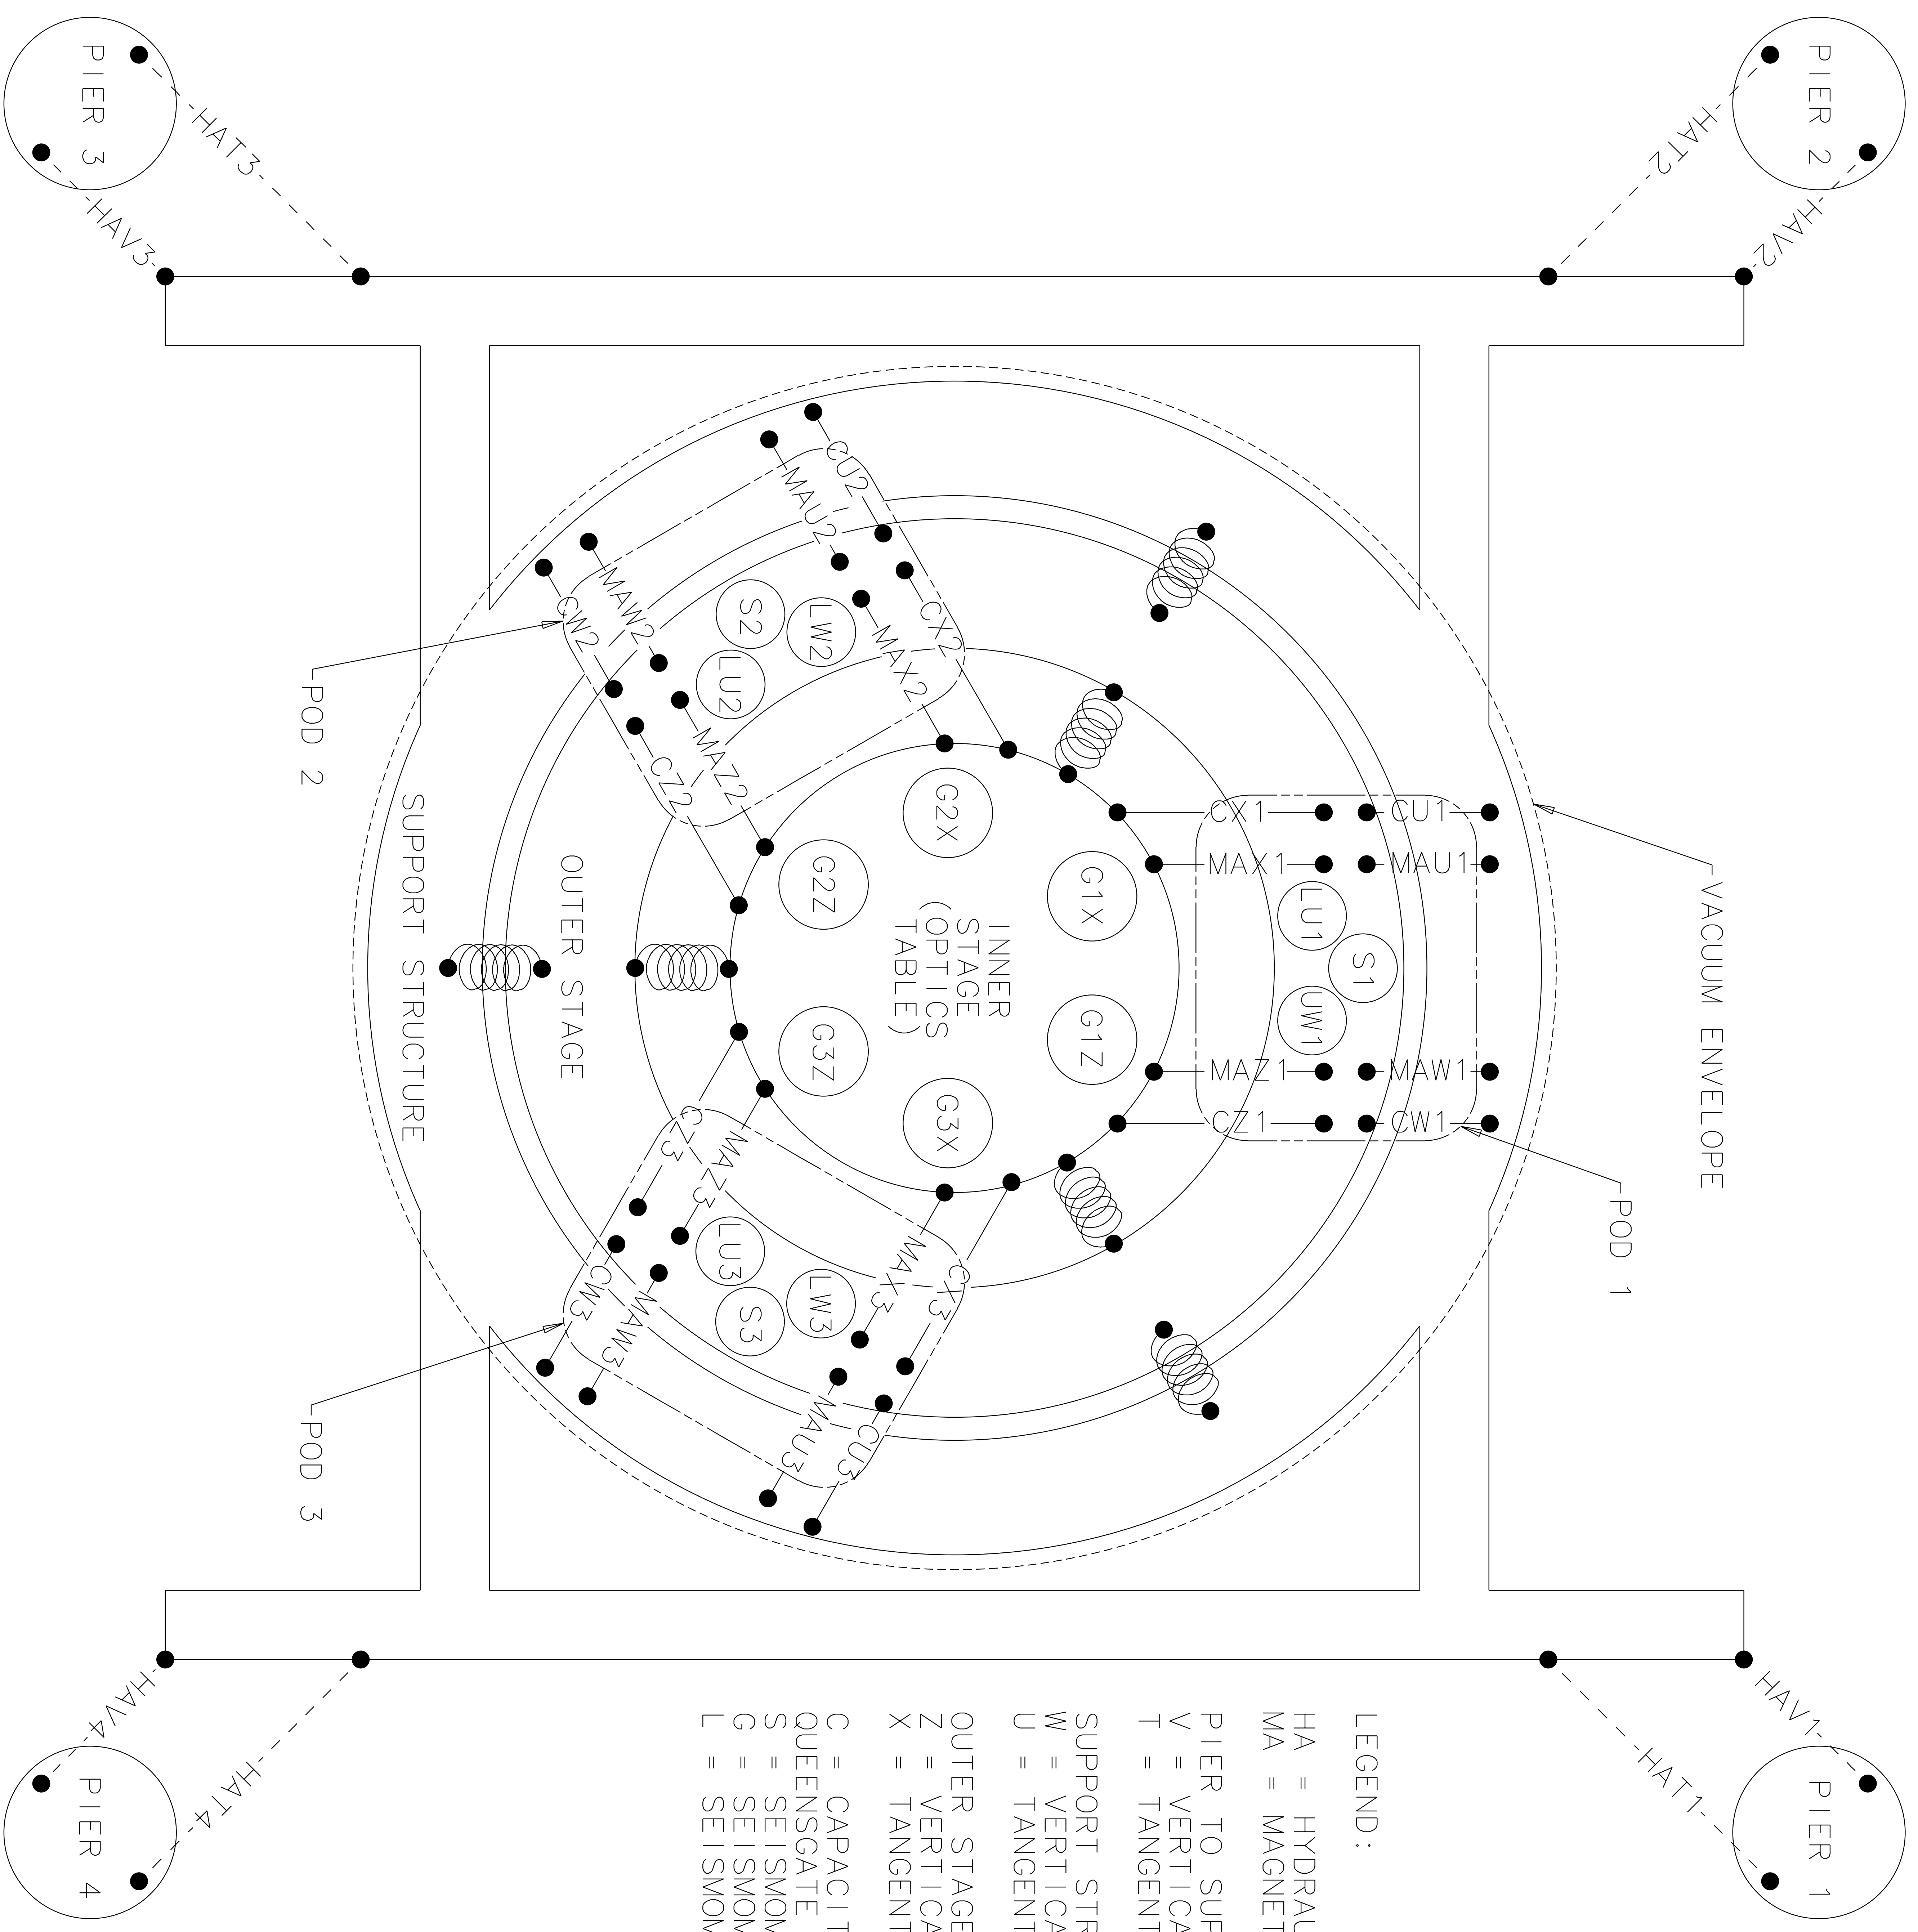 PIER 2
HAT2
HAV2
PIER 1
HAV1
HAT1
VACUUM ENVELOPE
POD 1
CU1
MAU1
MAW1
CW1
CX1
MAX1
MAZ1
CZ1
S1
LU1
UW1
G1X
G1Z
INNER
STAGE
(OPTICS
TABLE)
G2X
G3X
G2Z
G3Z
CU2
MAU2
CX2
MAX2
MAW2
CW2
MAZ2
CZ2
LW2
S2
LU2
CX3
MAX3
CU3
MAU3
MAZ3
CZ3
MAW3
CW3
LW3
S3
LU3
OUTER STAGE
SUPPORT STRUCTURE
POD 2
POD 3
PIER 3
HAT3
HAV3
PIER 4
HAV4
HAT4
LEGEND:
HA = HYDRAU
MA = MAGNET
PIER TO SUP
V = VERTICA
T = TANGENT
SUPPORT STR
W = VERTICA
U = TANGENT
OUTER STAGE
Z = VERTICA
X = TANGENT
C = CAPACIT
QUEENSGATE
S = SEISMOM
G = SEISMOM
L = SEISMOM